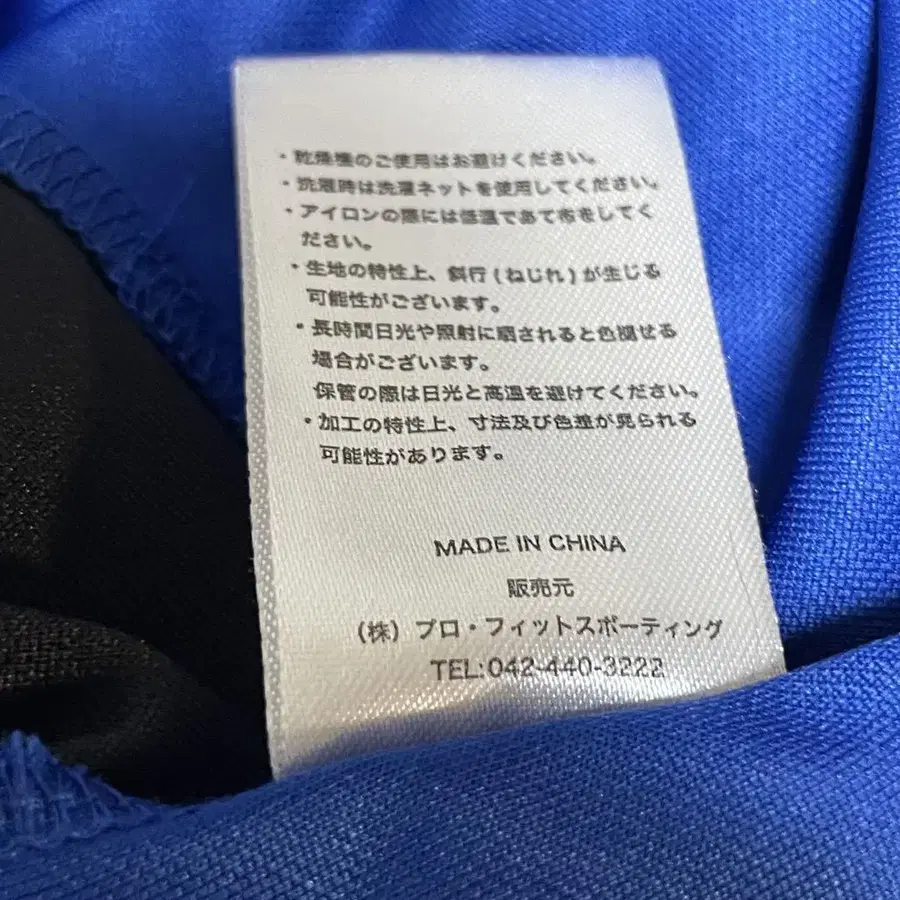 ・乾燥機のご使用はお避けください。
・洗濯時は洗濯ネットを使用してください。
・アイロンの際には低温であて布をしてく
ださい。
・生地の特性上、斜行(ねじれ)が生じる
可能性がございます。
・長時間日光や照射に晒されると色褪せる
場合がございます。
保管の際は日光と高温を避けてください。
・加工の特性上、寸法及び色差が見られる
可能性があります。
MADE IN CHINA
販売元
(株)プロ・フィットスポーティング
TEL:042-440-3222